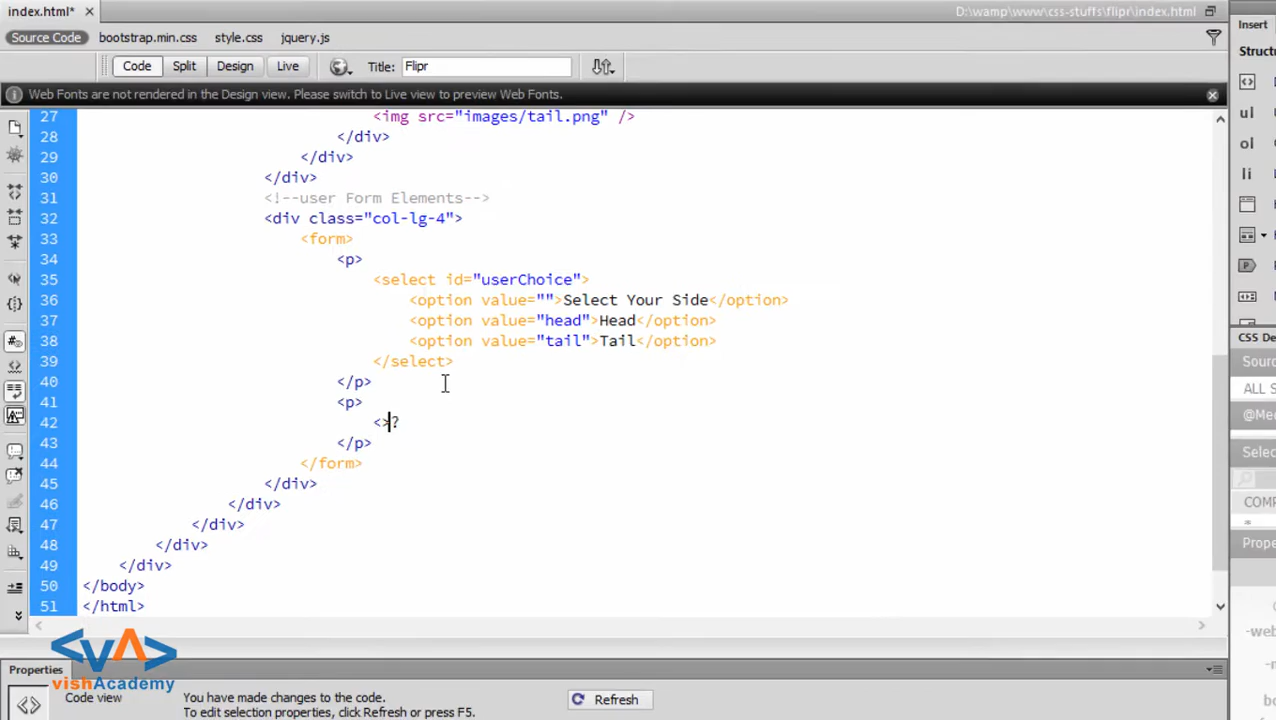 index.html*
D:\wamp\www\css-stuffs\flipr\index.html
Insert
Source Code bootstrap.min.css style.css jquery.js
Code Split Design Live Title: Flipr
Web Fonts are not rendered in the Design view. Please switch to Live view to preview Web Fonts.
27 <img src="images/tail.png" />
28 </div>
29 </div>
30 </div>
31 <!--user Form Elements-->
32 <div class="col-lg-4">
33 <form>
34 <p>
35 <select id="userChoice">
36 <option value="">Select Your Side</option>
37 <option value="head">Head</option>
38 <option value="tail">Tail</option>
39 </select>
40 </p>
41 <p>
42 <>?
43 </p>
44 </form>
45 </div>
46 </div>
47 </div>
48 </div>
49 </div>
50 </body>
51 </html>
ul
ol
li
ALL
<vA>
vishAcademy
Properties
Code view
You have made changes to the code.
To edit selection properties, click Refresh or press F5.
Refresh